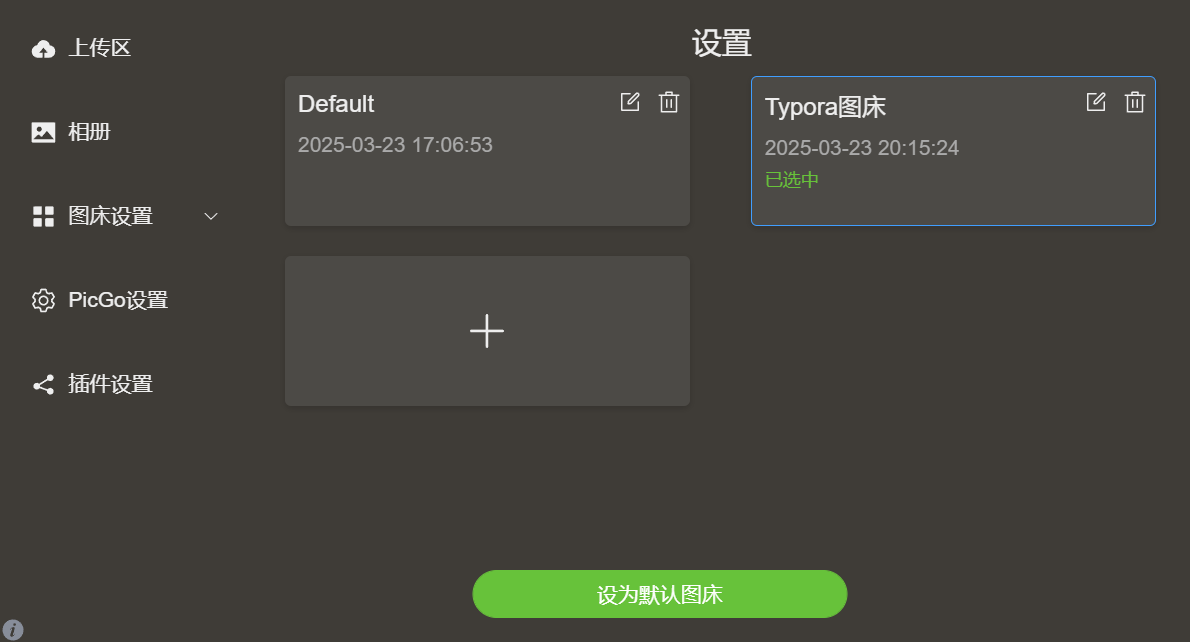 上传区
相册
图床设置
PicGo设置
插件设置
设置
Default
2025-03-23 17:06:53
Typora图床
2025-03-23 20:15:24
已选中
设为默认图床